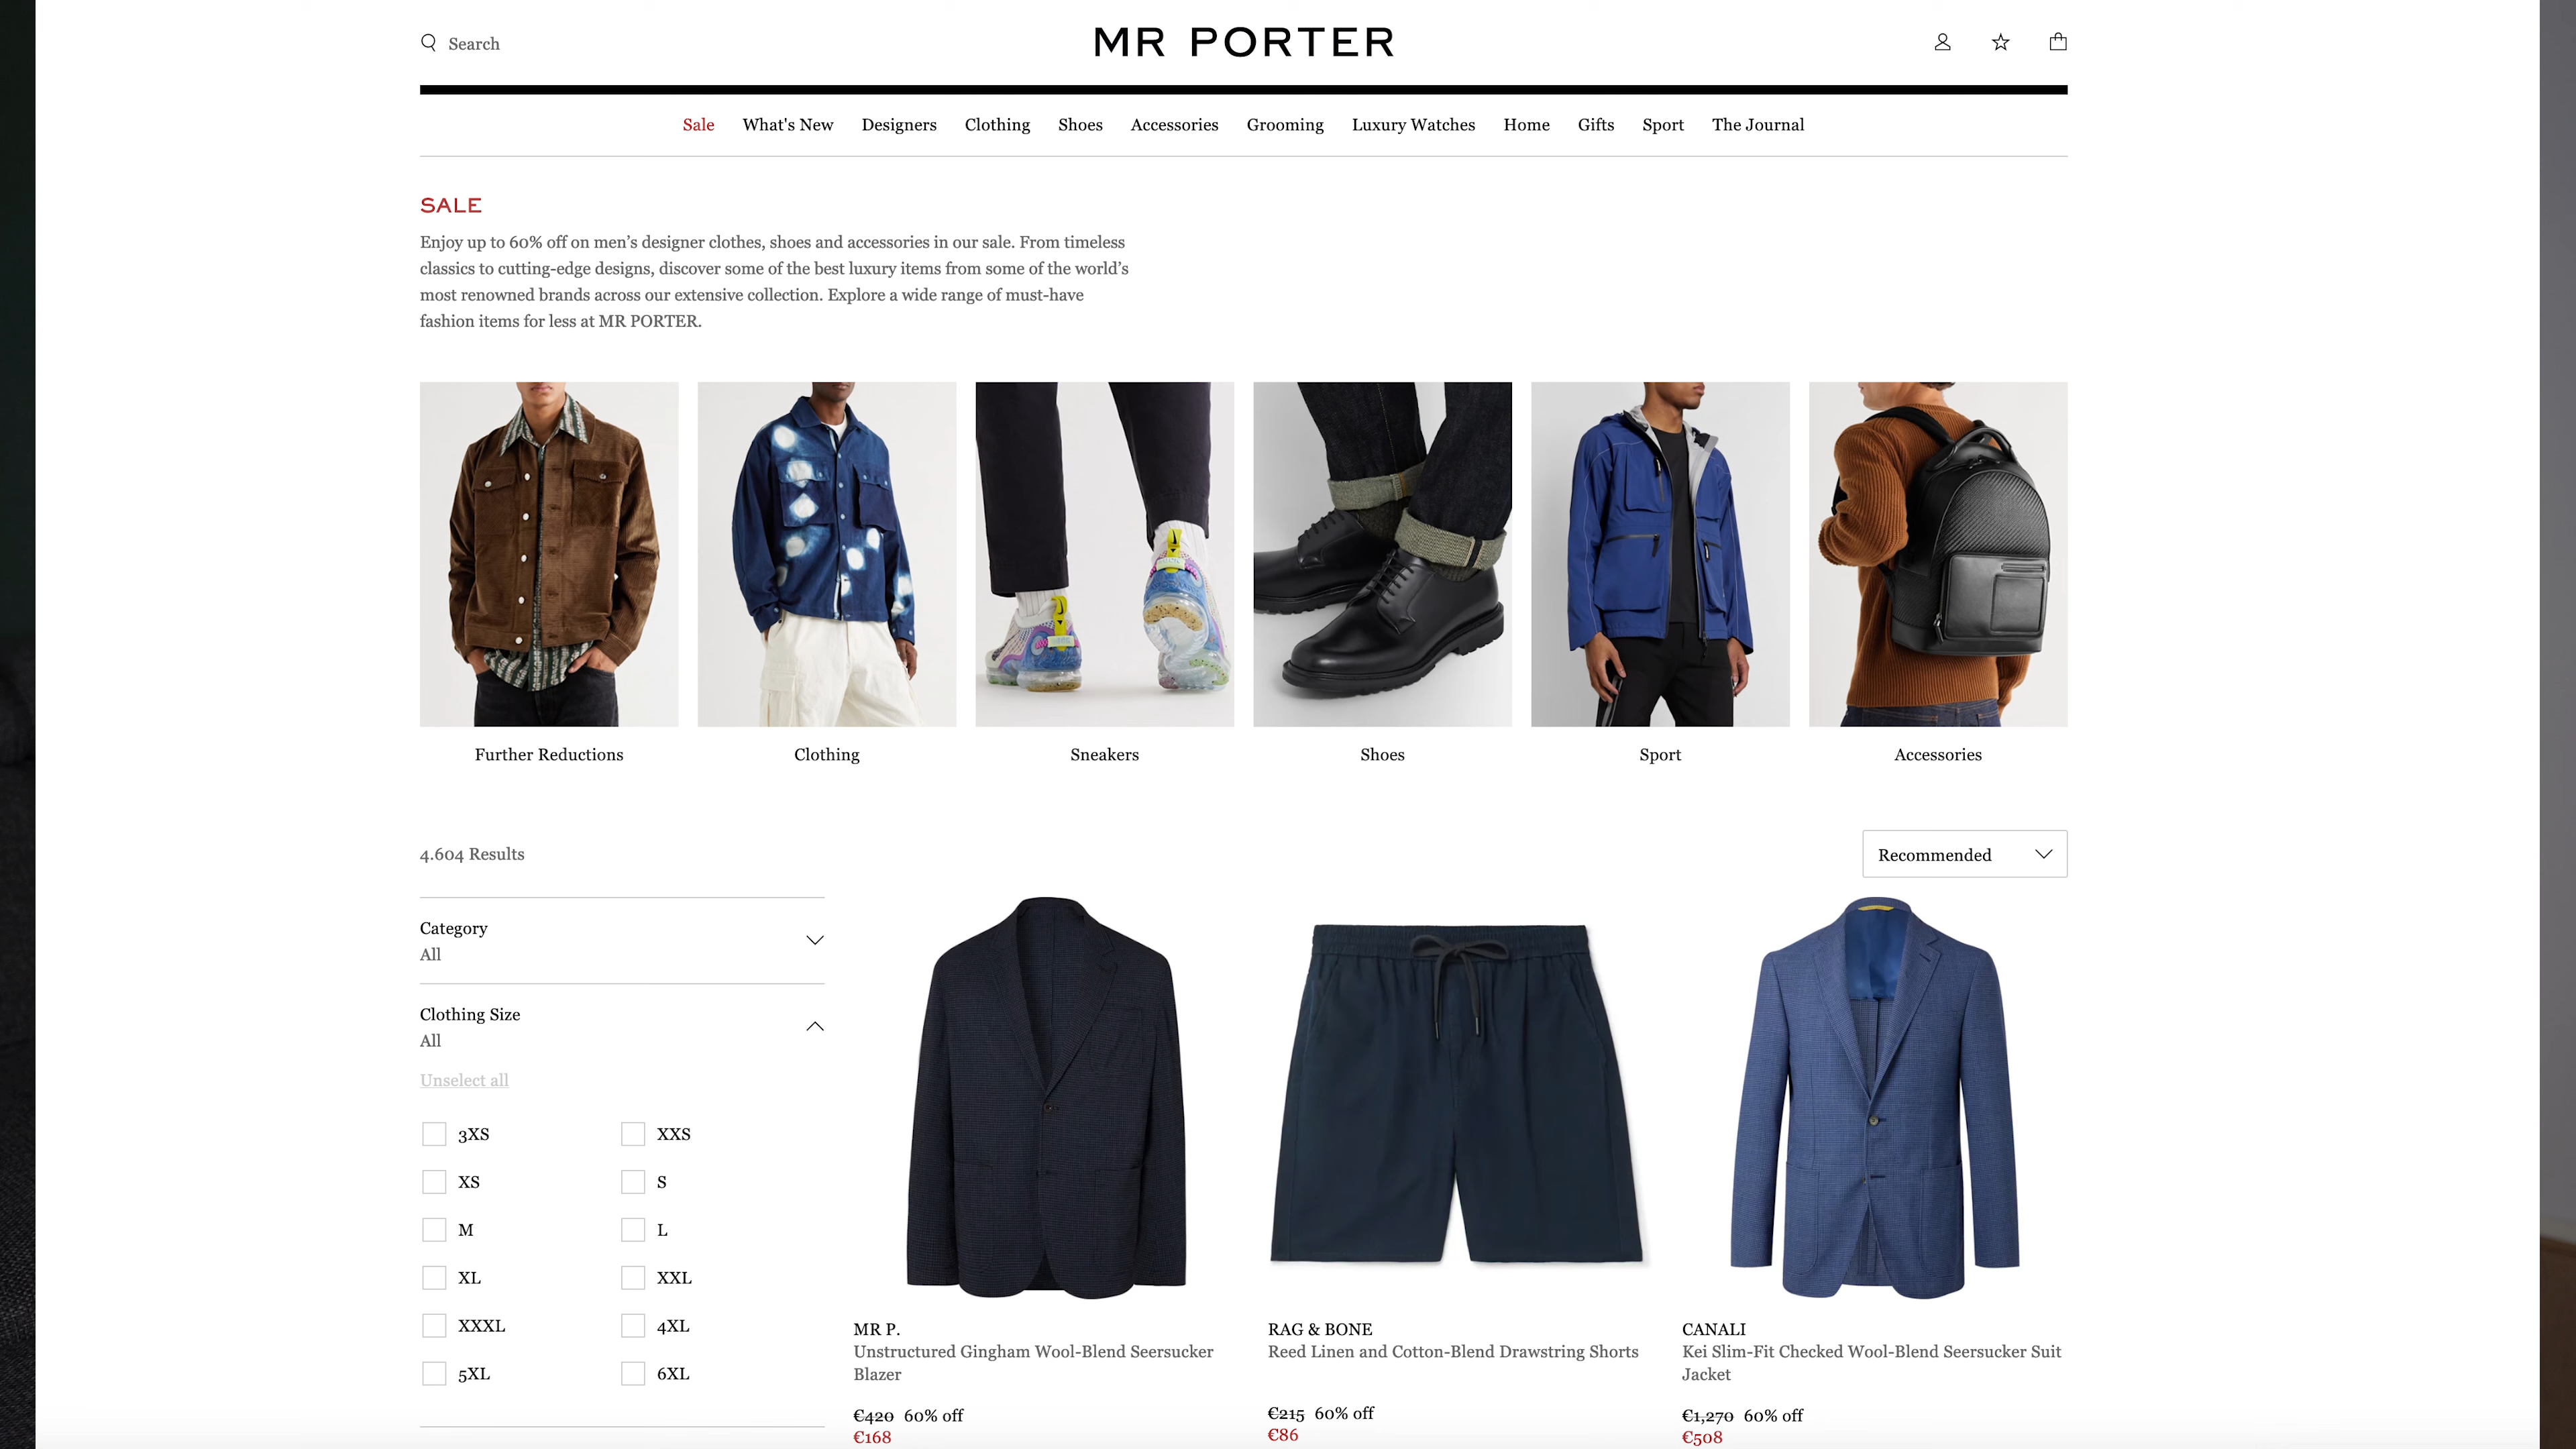 Search
MR PORTER
Sale What's New Designers Clothing Shoes Accessories Grooming Luxury Watches Home Gifts Sport The Journal
SALE
Enjoy up to 60% off on men’s designer clothes, shoes and accessories in our sale. From timeless
classics to cutting-edge designs, discover some of the best luxury items from some of the world’s
most renowned brands across our extensive collection. Explore a wide range of must-have
fashion items for less at MR PORTER.
Further Reductions
Clothing
Sneakers
Shoes
Sport
Accessories
4.604 Results
Recommended
Category
All
Clothing Size
All
Unselect all
3XS
XXS
XS
S
M
L
XL
XXL
XXXL
4XL
5XL
6XL
MR P.
Unstructured Gingham Wool-Blend Seersucker
Blazer
€420 60% off
€168
RAG & BONE
Reed Linen and Cotton-Blend Drawstring Shorts
€215 60% off
€86
CANALI
Kei Slim-Fit Checked Wool-Blend Seersucker Suit
Jacket
€1,270 60% off
€508